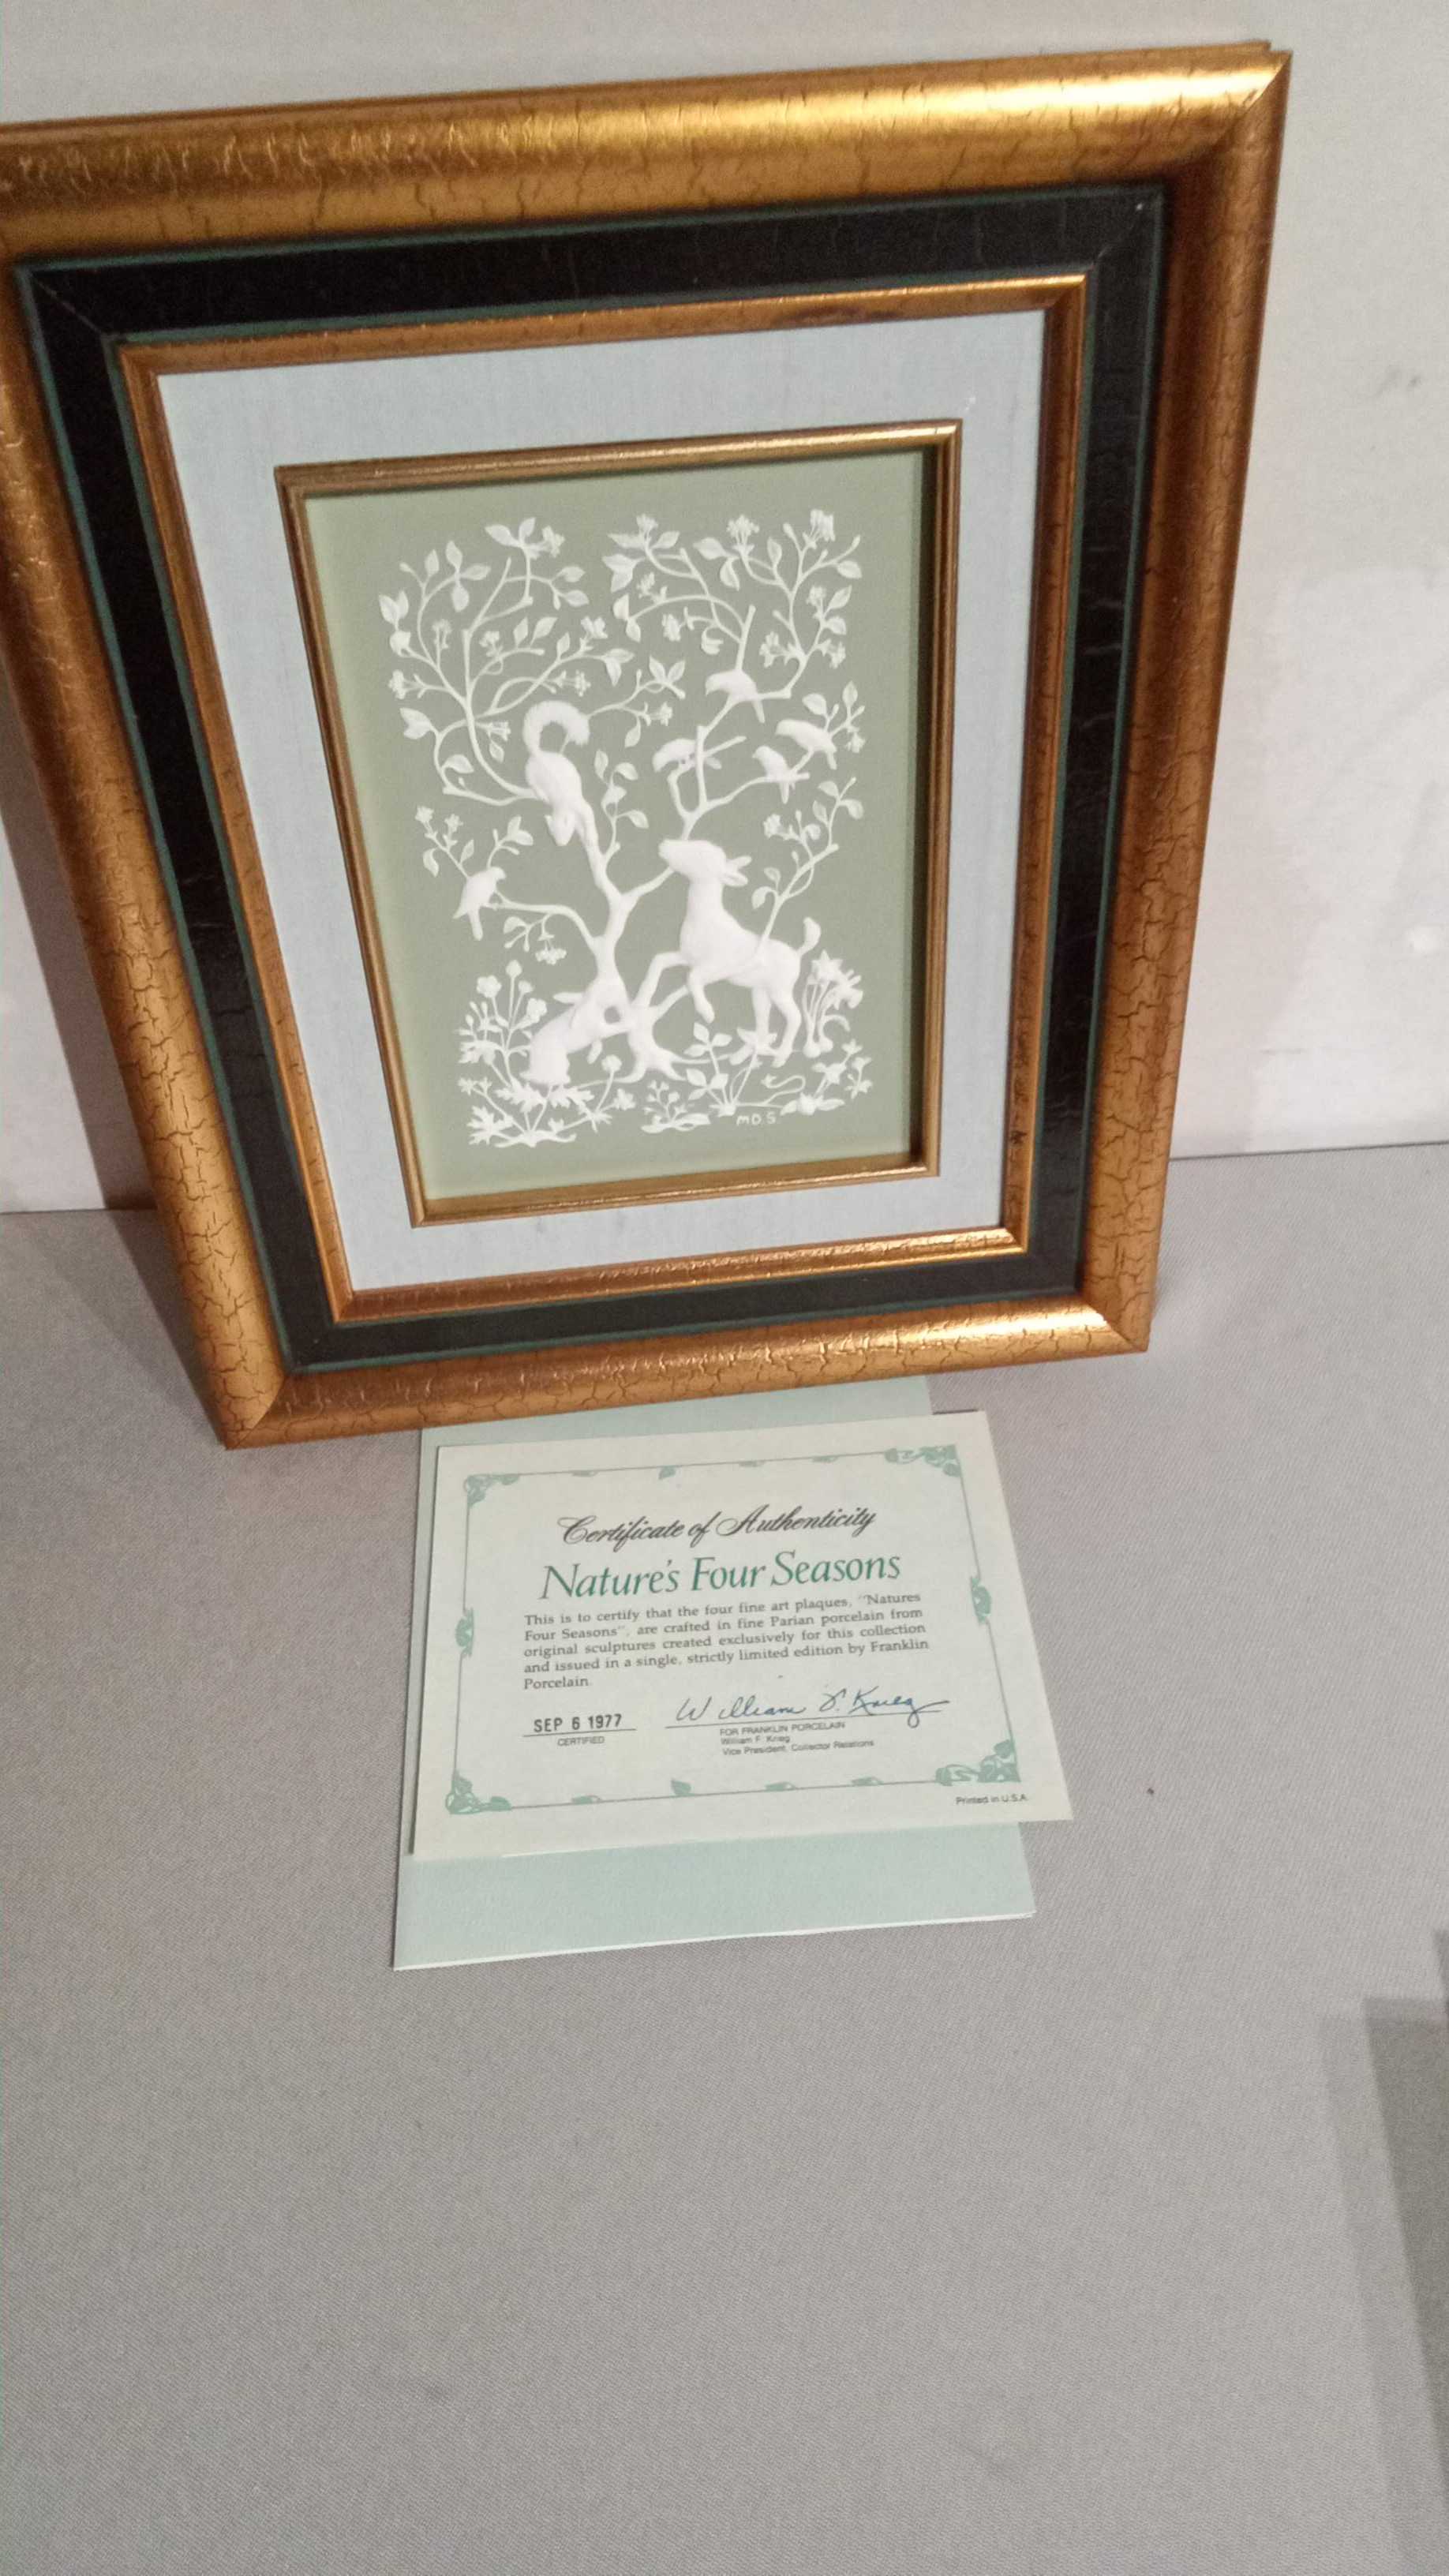 M.D.S.
Certificate of Authenticity
Nature's Four Seasons
This is to certify that the four fine art plaques, "Natures
Four Seasons", are crafted in fine Parian porcelain from
original sculptures created exclusively for this collection
and issued in a single, strictly limited edition by Franklin
Porcelain.
SEP 6 1977
CERTIFIED
William F. Krieg
FOR FRANKLIN PORCELAIN
William F. Krieg
Vice President, Collector Relations
Printed in U.S.A.